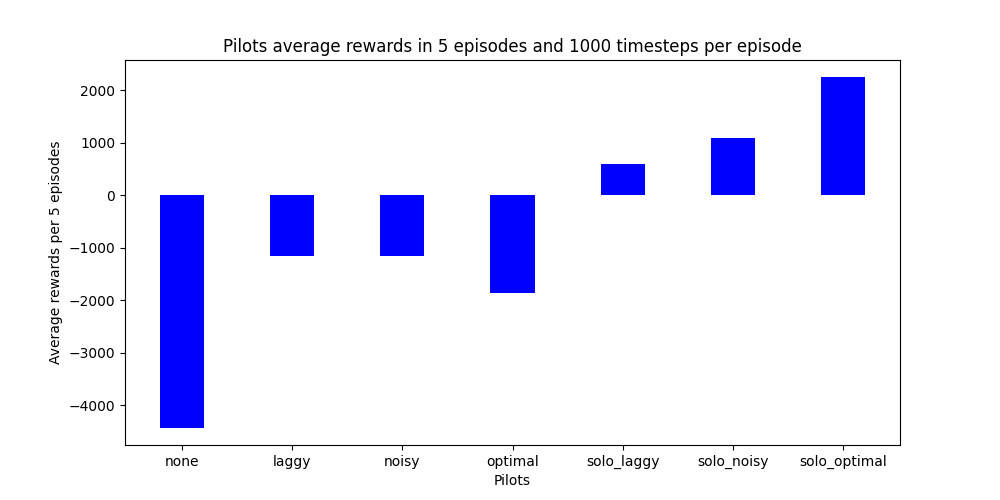 Pilots average rewards in 5 episodes and 1000 timesteps per episode
Average rewards per 5 episodes
2000
1000
0
−1000
−2000
−3000
−4000
none laggy noisy optimal solo_laggy solo_noisy solo_optimal
Pilots